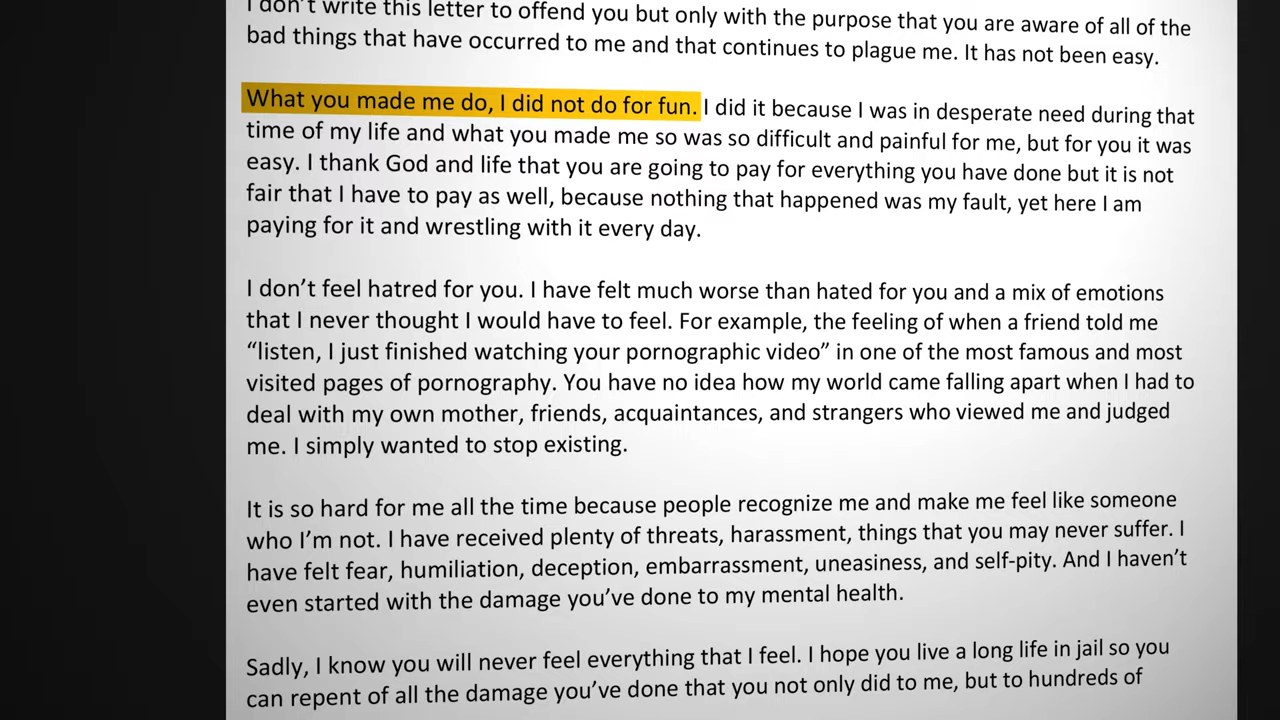 I don't write this letter to offend you but only with the purpose that you are aware of all of the
bad things that have occurred to me and that continues to plague me. It has not been easy.
What you made me do, I did not do for fun. I did it because I was in desperate need during that
time of my life and what you made me so was so difficult and painful for me, but for you it was
easy. I thank God and life that you are going to pay for everything you have done but it is not
fair that I have to pay as well, because nothing that happened was my fault, yet here I am
paying for it and wrestling with it every day.
I don’t feel hatred for you. I have felt much worse than hated for you and a mix of emotions
that I never thought I would have to feel. For example, the feeling of when a friend told me
“listen, I just finished watching your pornographic video” in one of the most famous and most
visited pages of pornography. You have no idea how my world came falling apart when I had to
deal with my own mother, friends, acquaintances, and strangers who viewed me and judged
me. I simply wanted to stop existing.
It is so hard for me all the time because people recognize me and make me feel like someone
who I’m not. I have received plenty of threats, harassment, things that you may never suffer. I
have felt fear, humiliation, deception, embarrassment, uneasiness, and self-pity. And I haven’t
even started with the damage you’ve done to my mental health.
Sadly, I know you will never feel everything that I feel. I hope you live a long life in jail so you
can repent of all the damage you’ve done that you not only did to me, but to hundreds of